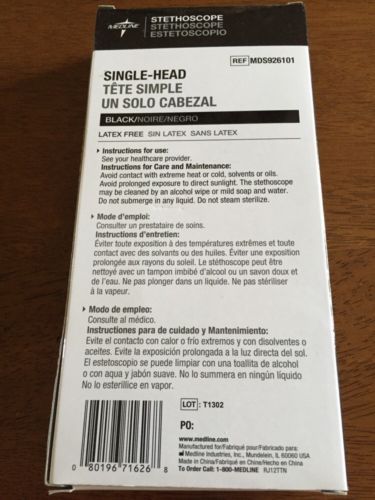 MEDLINE
STETHOSCOPE
STÉTHOSCOPE
ESTETOSCOPIO
REF MDS926101
SINGLE-HEAD
TÊTE SIMPLE
UN SOLO CABEZAL
BLACK/NOIRE/NEGRO
LATEX FREE SIN LATEX SANS LATEX
Instructions for use:
See your healthcare provider.
Instructions for Care and Maintenance:
Avoid contact with extreme heat or cold, solvents or oils.
Avoid prolonged exposure to direct sunlight. The stethoscope
may be cleaned by an alcohol wipe or mild soap and water.
Do not submerge in any liquid. Do not steam sterilize.
Mode d'emploi:
Consulter un prestataire de soins.
Instructions d'entretien:
Éviter toute exposition à des températures extrêmes et toute
contact avec des solvants ou des huiles. Éviter une exposition
prolongée aux rayons du soleil. Le stéthoscope peut être
nettoyé avec un tampon imbibé d'alcool ou un savon doux et
de l'eau. Ne pas plonger dans un liquide. Ne pas stériliser
à la vapeur.
Modo de empleo:
Consulte al médico.
Instrucciones para de cuidado y Mantenimiento:
Evite el contacto con calor o frío extremos y con disolventes o
aceites. Evite la exposición prolongada a la luz directa del sol.
El estetoscopio se puede limpiar con una toallita de alcohol
o con agua y jabón suave. No lo summera en ningún líquido
No lo esterillice en vapor.
LOT: T1302
PO:
www.medline.com
Manufactured for/Fabriqué pour/Fabricado para:
Medline Industries, Inc., Mundelein, IL 60060 USA
Made in China/Fabriqué en Chine/Hecho en China
To Order Call: 1-800-MEDLINE RJ12TTN
0 80196 71626 8